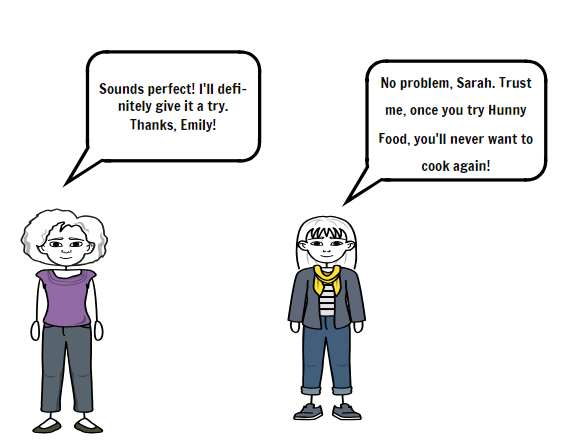 Sounds perfect! I'll defi-
nitely give it a try.
Thanks, Emily!
No problem, Sarah. Trust
me, once you try Hunny
Food, you'll never want to
cook again!